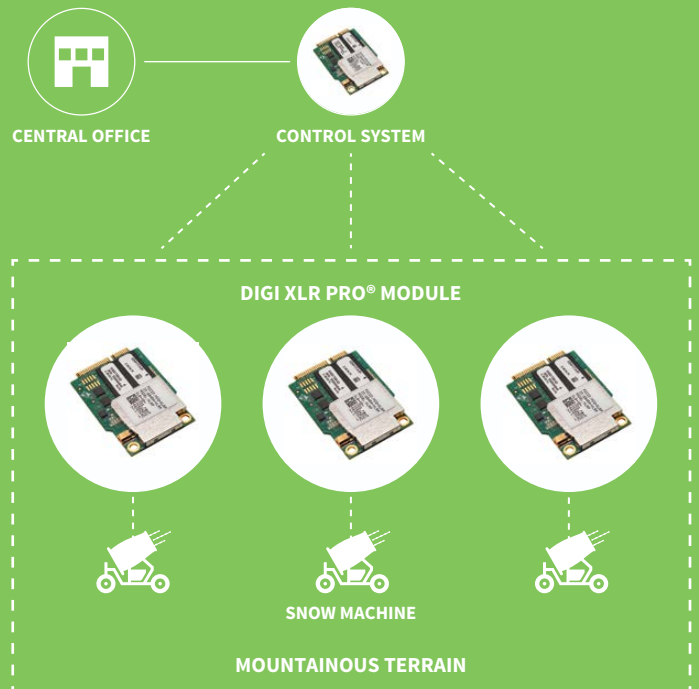 CENTRAL OFFICE
CONTROL SYSTEM
DIGI XLR PRO® MODULE
SNOW MACHINE
MOUNTAINOUS TERRAIN